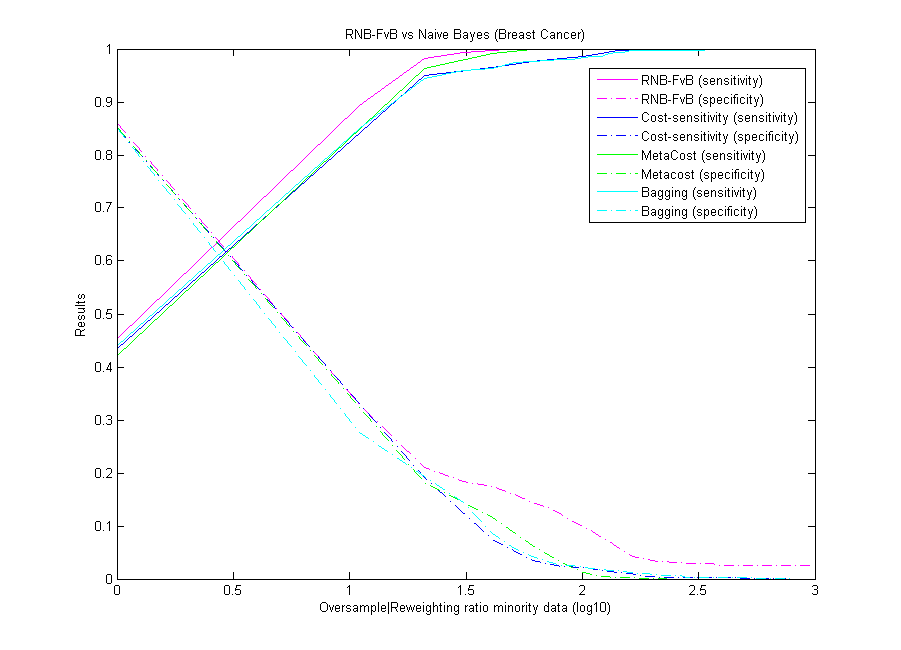 RNB-FvB vs Naive Bayes (Breast Cancer)
1
0.9
0.8
0.7
0.6
0.5
0.4
0.3
0.2
0.1
0
Results
RNB-FvB (sensitivity)
RNB-FvB (specificity)
Cost-sensitivity (sensitivity)
Cost-sensitivity (specificity)
MetaCost (sensitivity)
Metacost (specificity)
Bagging (sensitivity)
Bagging (specificity)
0 0.5 1 1.5 2 2.5 3
Oversample|Reweighting ratio minority data (log10)